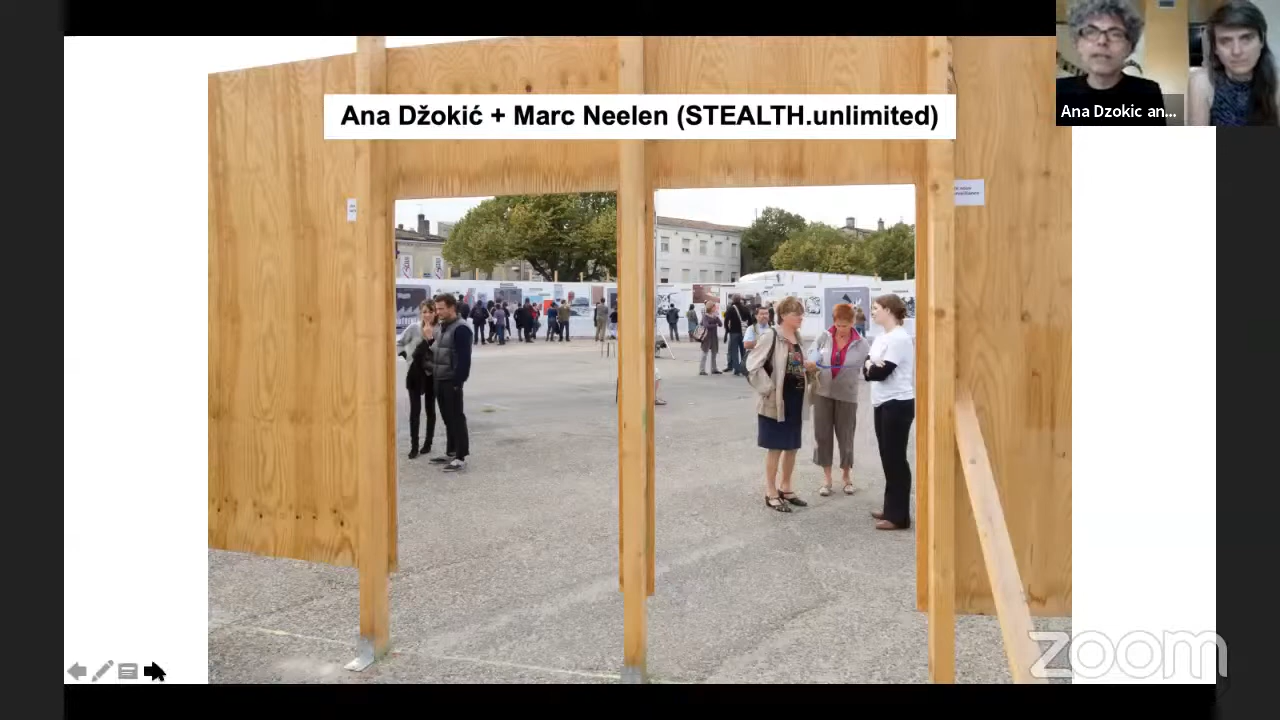 Ana Džokić + Marc Neelen (STEALTH.unlimited)
Ana Dzokic an...
zoom